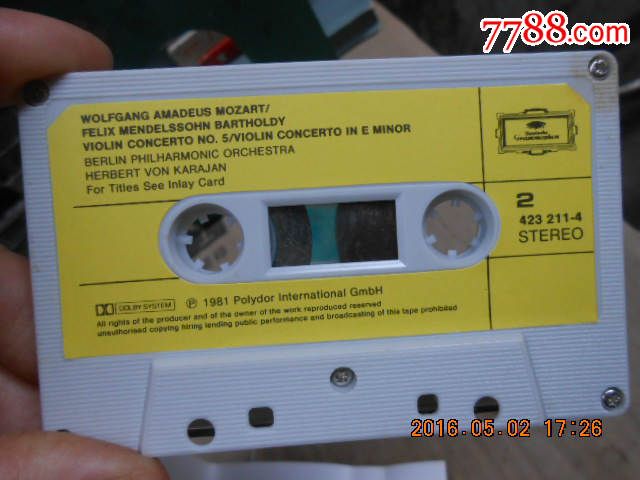 7788.com
WOLFGANG AMADEUS MOZART/
FELIX MENDELSSOHN BARTHOLDY
VIOLIN CONCERTO NO. 5/VIOLIN CONCERTO IN E MINOR
BERLIN PHILHARMONIC ORCHESTRA
HERBERT VON KARAJAN
For Titles See Inlay Card
Deutsche
Grammophon
2
423 211-4
STEREO
DOLBY SYSTEM
℗ 1981 Polydor International GmbH
All rights of the producer and of the owner of the work reproduced reserved
unauthorised copying hiring lending public performance and broadcasting of this tape prohibited
2016.05.02 17:26